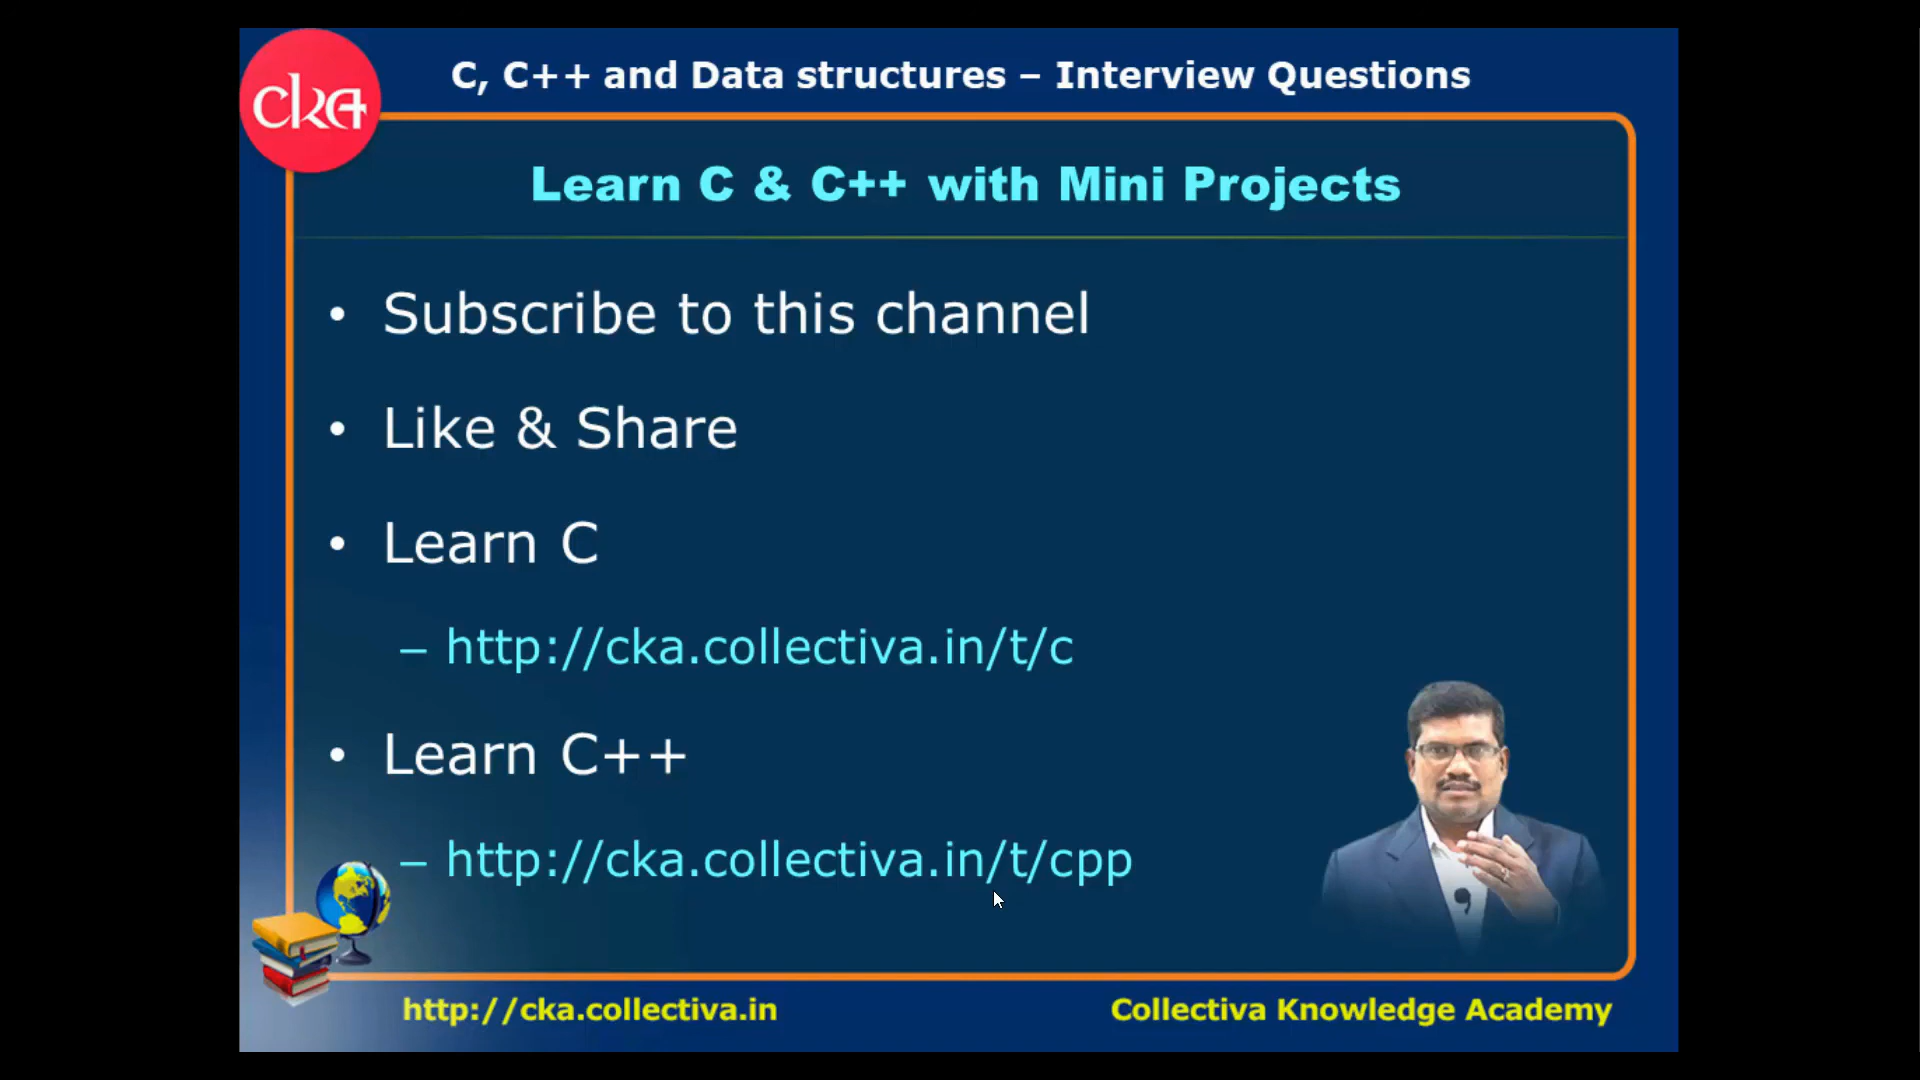 cka
C, C++ and Data structures – Interview Questions
Learn C & C++ with Mini Projects
• Subscribe to this channel
• Like & Share
• Learn C
– http://cka.collectiva.in/t/c
• Learn C++
– http://cka.collectiva.in/t/cpp
http://cka.collectiva.in
Collectiva Knowledge Academy